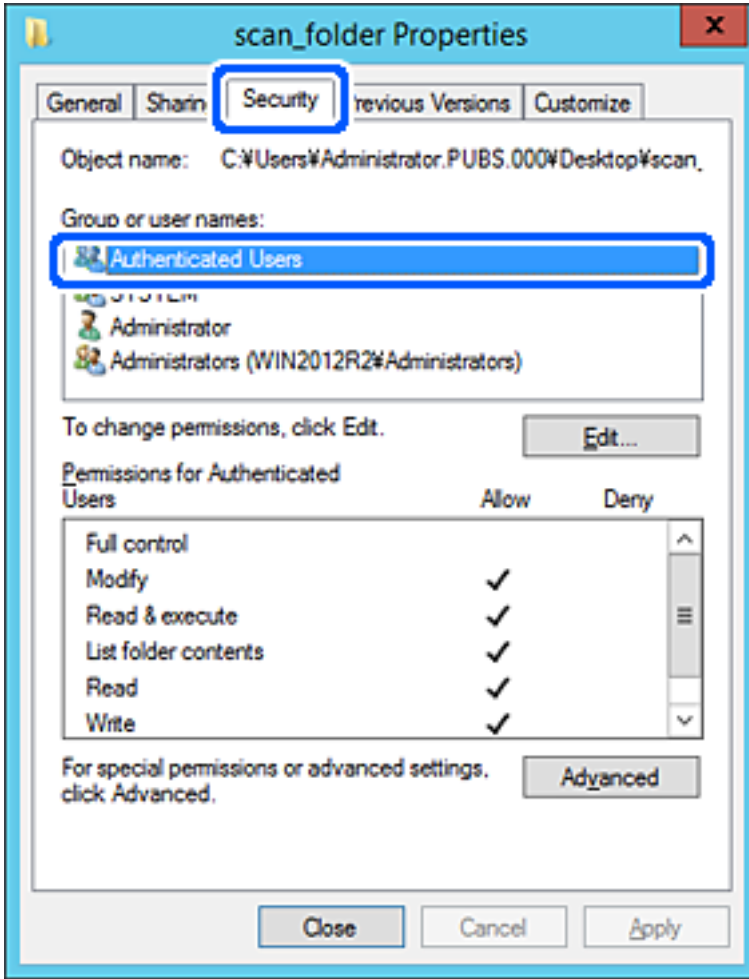 scan_folder Properties
x
General Security Customize
Previous Versions
Object name: C:¥Users¥Administrator.PUBS.000¥Desktop¥scan_
Group or user names:
Authenticated Users
SYSTEM
Administrator
Administrators (WIN2012R2¥Administrators)
To change permissions, click Edit.
Edit...
Permissions for Authenticated
Users Allow Deny
Full control
Modify
Read & execute
List folder contents
Read
Write
For special permissions or advanced settings,
click Advanced.
Advanced
Close Cancel Apply